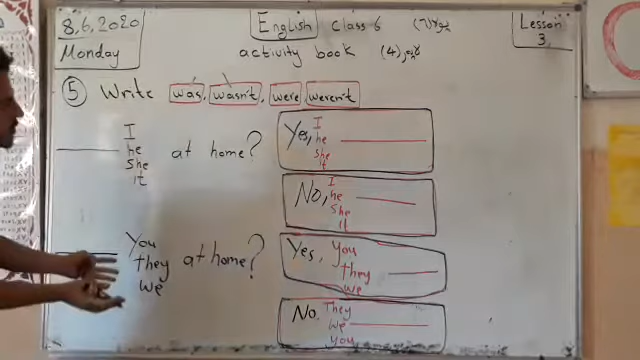 8, 6, 2020 English class 6 Lesson
Monday activity book (4) 3
5 Write was, wasn't, were, weren't
I
he
she
it
at home?
Yes,
I
he
she
it
No,
I
he
she
it
You
they
we
at home?
Yes,
you
they
we
No.
They
we
you